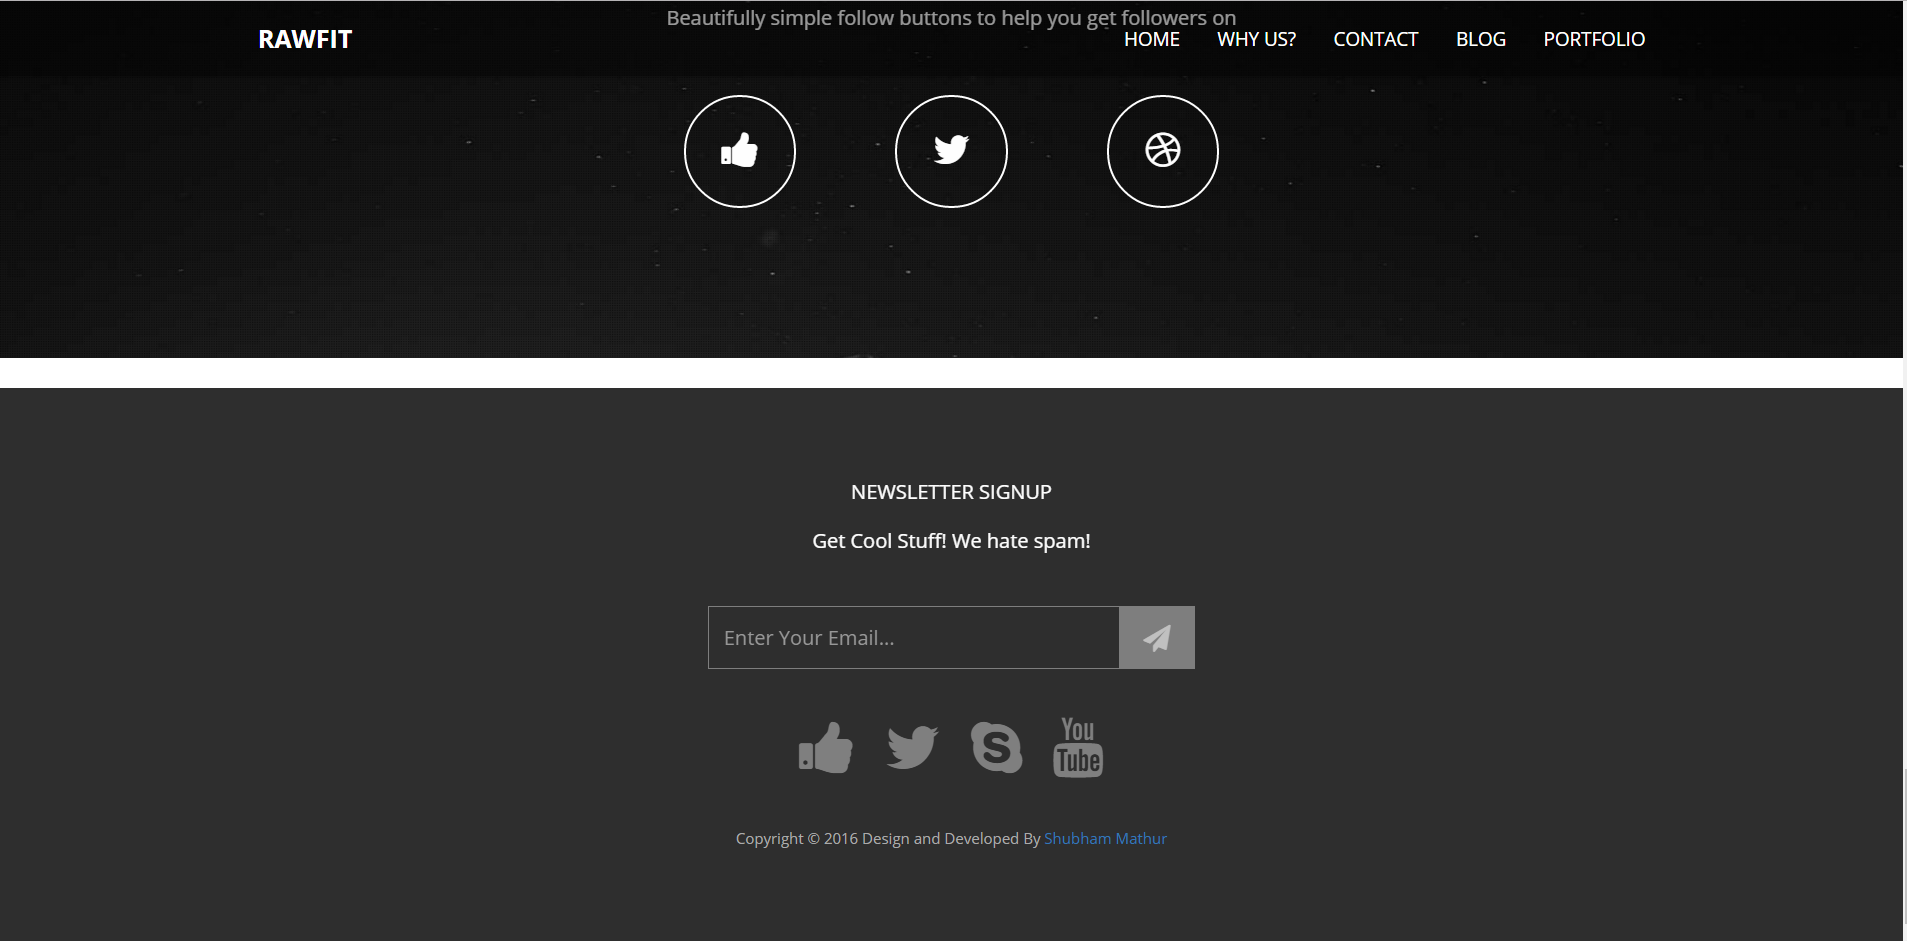 Beautifully simple follow buttons to help you get followers on
RAWFIT
HOME WHY US? CONTACT BLOG PORTFOLIO
NEWSLETTER SIGNUP
Get Cool Stuff! We hate spam!
Enter Your Email...
You
Tube
Copyright © 2016 Design and Developed By Shubham Mathur